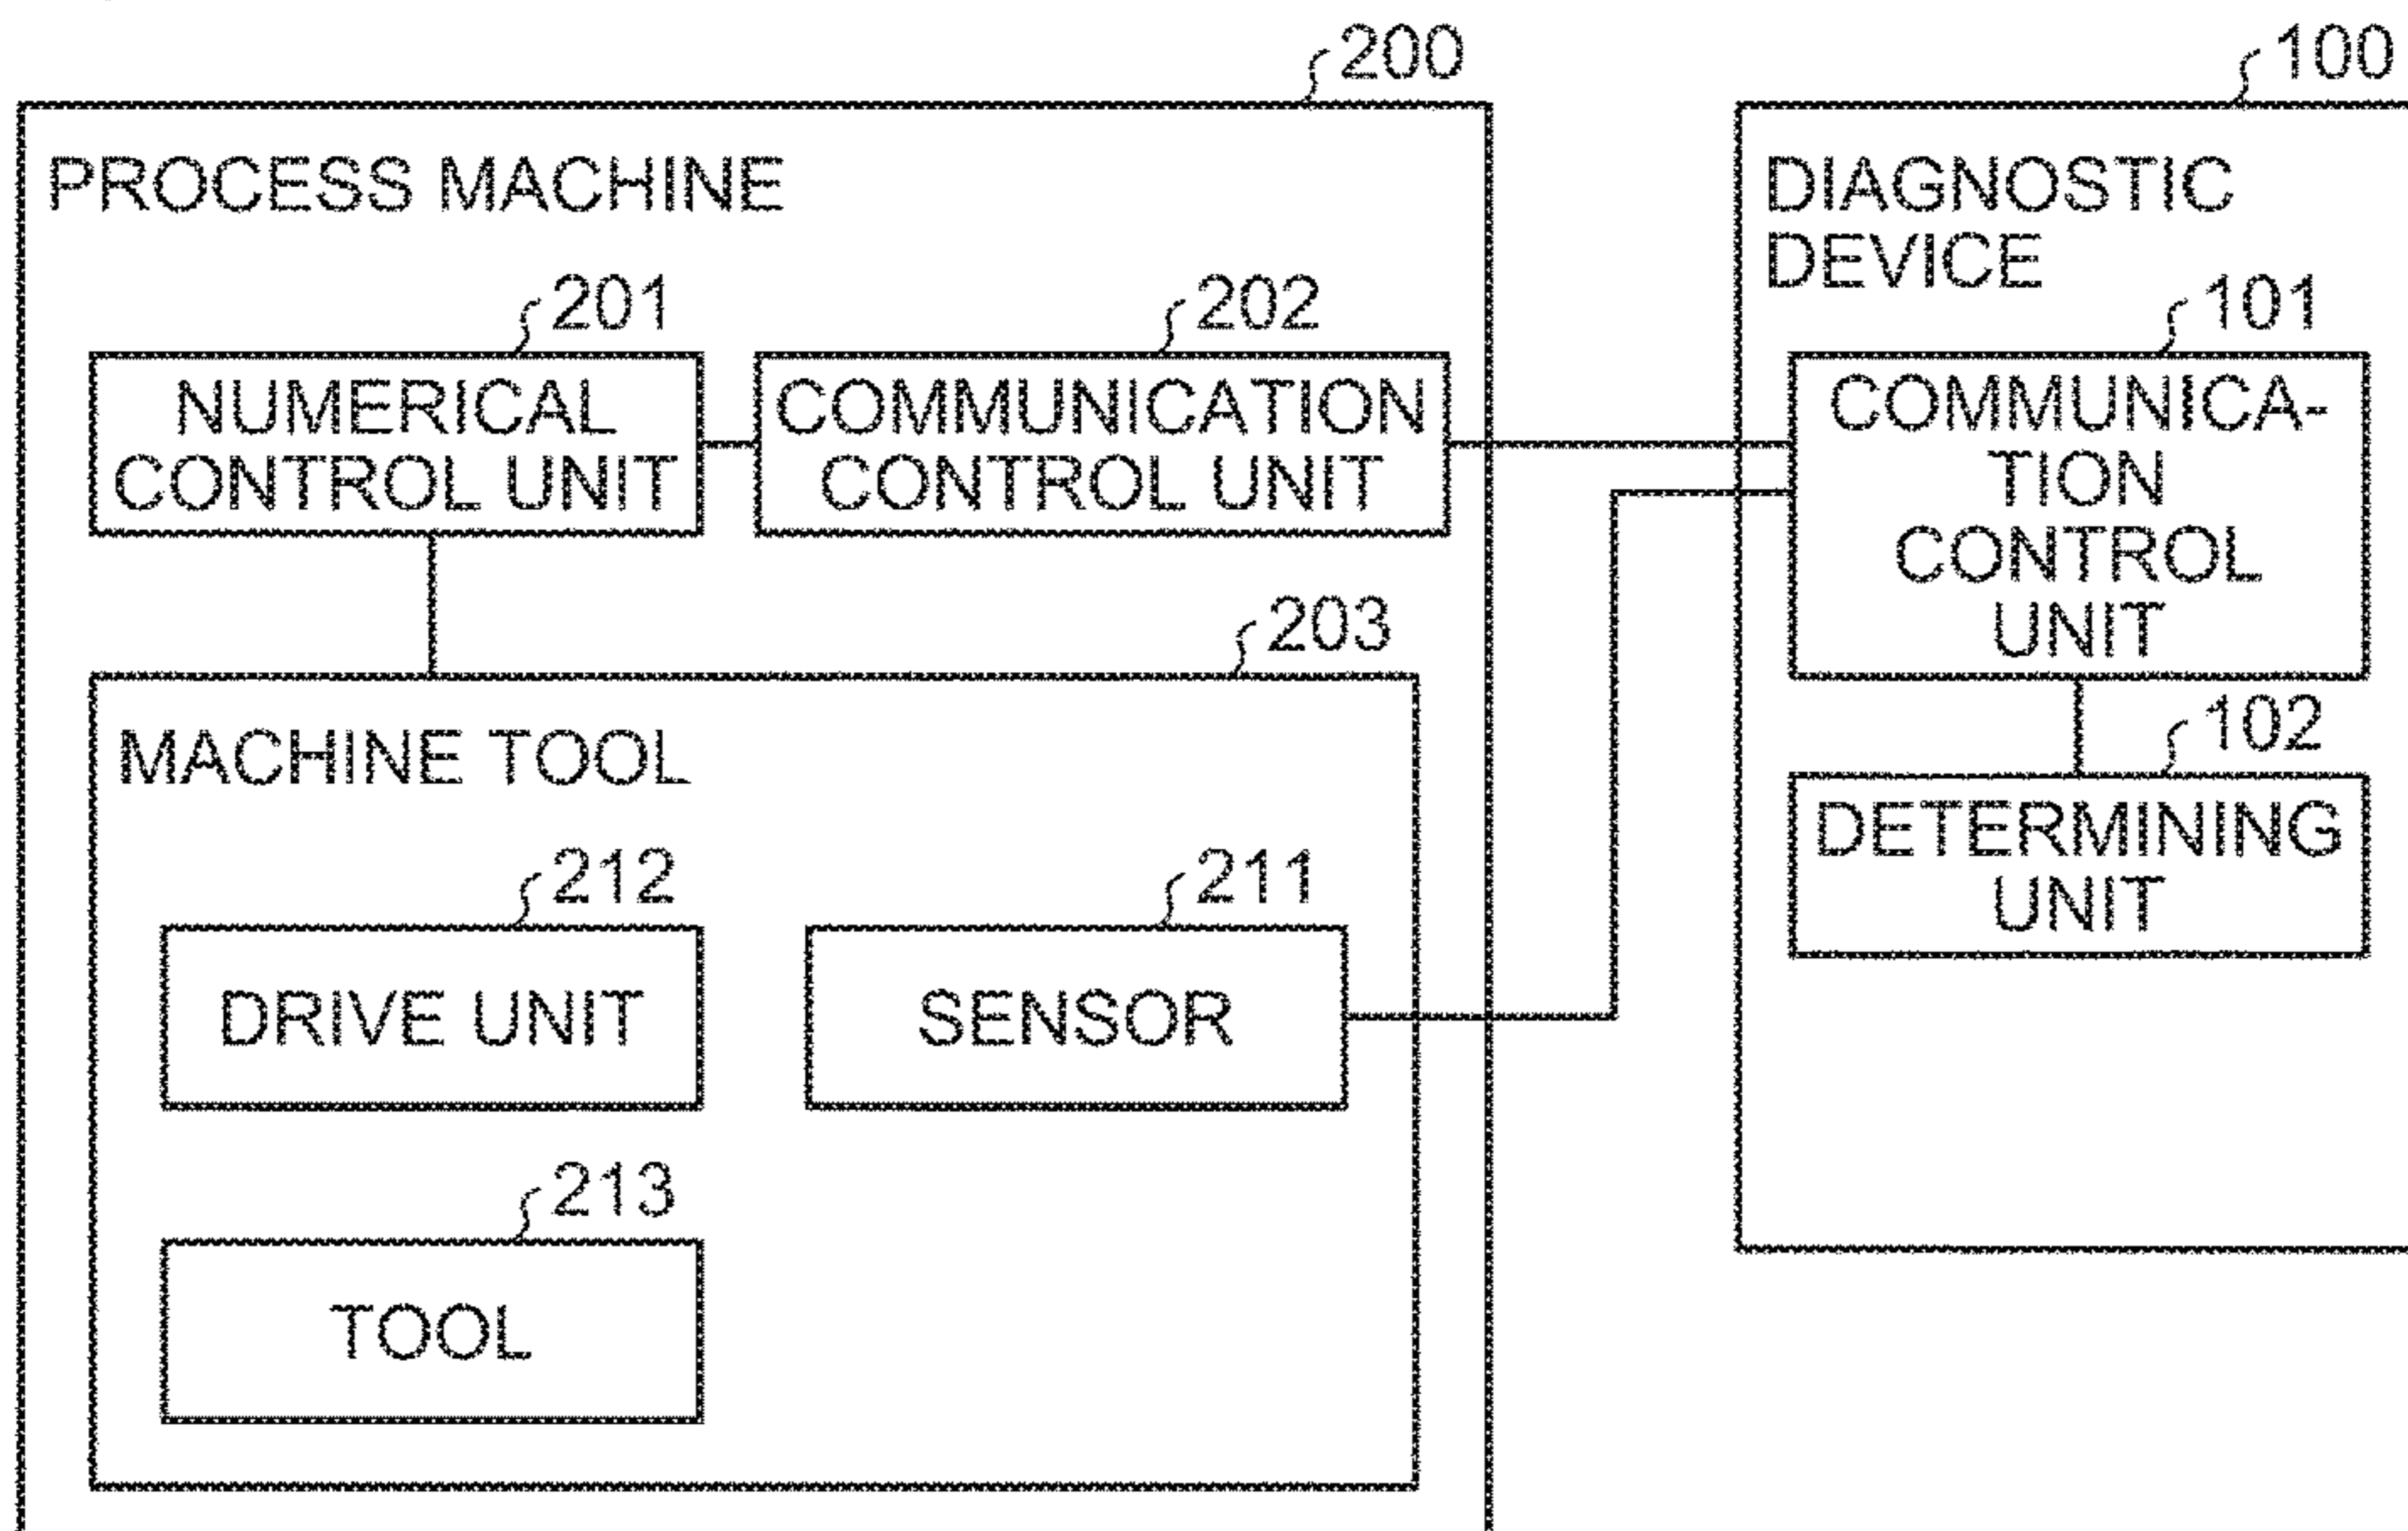 200
100
PROCESS MACHINE
DIAGNOSTIC
DEVICE
201
202
101
NUMERICAL
CONTROL UNIT
COMMUNICATION
CONTROL UNIT
COMMUNICA-
TION
CONTROL
UNIT
203
MACHINE TOOL
102
DETERMINING
UNIT
212
211
DRIVE UNIT
SENSOR
213
TOOL